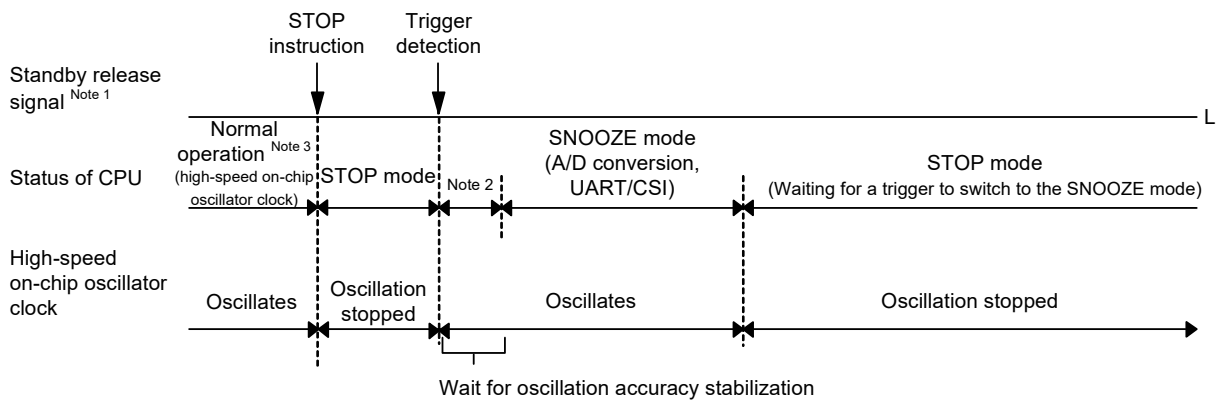 STOP
instruction
Trigger
detection
Standby release
signal Note 1
L
Normal
operation Note 3
(high-speed on-chip
oscillator clock)
Status of CPU
STOP mode
Note 2
SNOOZE mode
(A/D conversion,
UART/CSI)
STOP mode
(Waiting for a trigger to switch to the SNOOZE mode)
High-speed
on-chip oscillator
clock
Oscillates
Oscillation
stopped
Oscillates
Oscillation stopped
Wait for oscillation accuracy stabilization